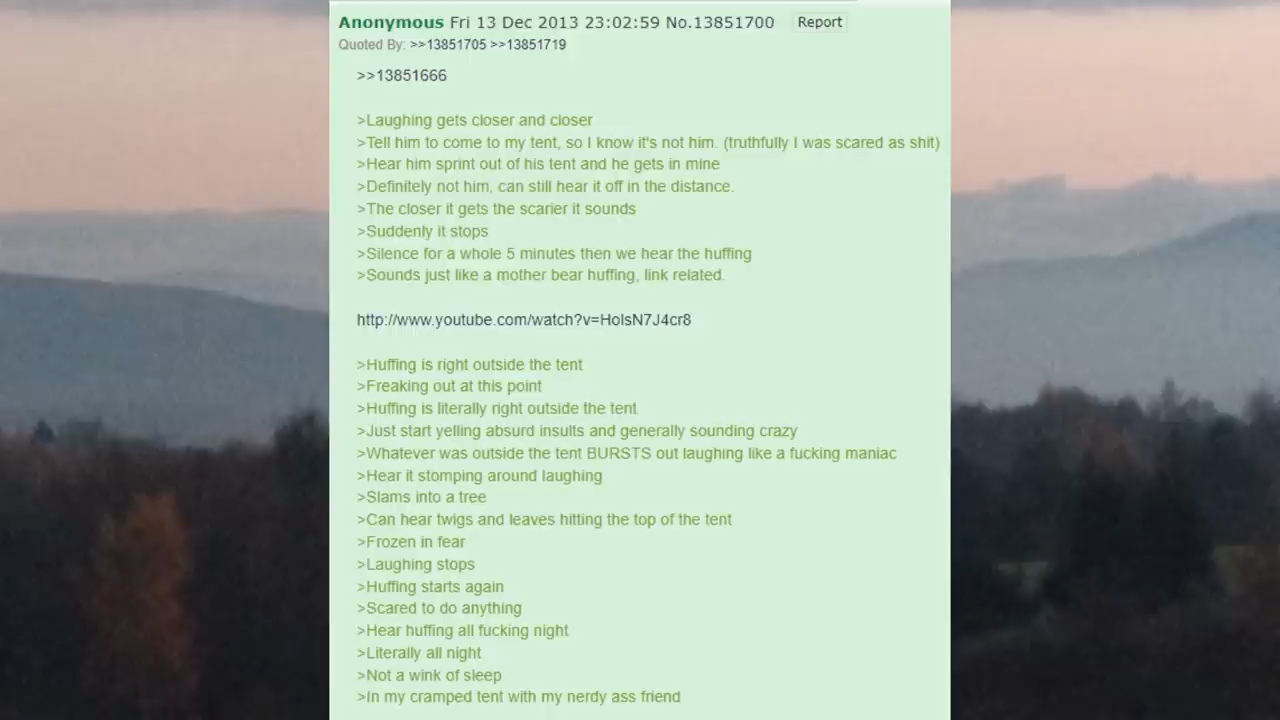 Anonymous Fri 13 Dec 2013 23:02:59 No.13851700 Report
Quoted By: >>13851705 >>13851719
>>13851666
>Laughing gets closer and closer
>Tell him to come to my tent, so I know it's not him. (truthfully I was scared as shit)
>Hear him sprint out of his tent and he gets in mine
>Definitely not him, can still hear it off in the distance.
>The closer it gets the scarier it sounds
>Suddenly it stops
>Silence for a whole 5 minutes then we hear the huffing
>Sounds just like a mother bear huffing, link related.
http://www.youtube.com/watch?v=HolsN7J4cr8
>Huffing is right outside the tent
>Freaking out at this point
>Huffing is literally right outside the tent
>Just start yelling absurd insults and generally sounding crazy
>Whatever was outside the tent BURSTS out laughing like a fucking maniac
>Hear it stomping around laughing
>Slams into a tree
>Can hear twigs and leaves hitting the top of the tent
>Frozen in fear
>Laughing stops
>Huffing starts again
>Scared to do anything
>Hear huffing all fucking night
>Literally all night
>Not a wink of sleep
>In my cramped tent with my nerdy ass friend